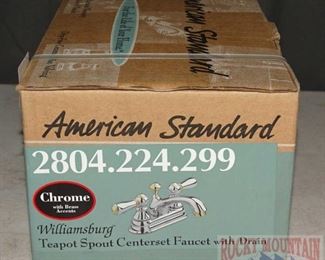 American Standard
American Standard
2804.224.299
Chrome
with Brass
Accents
Williamsburg
Teapot Spout Centerset Faucet with Drain
ROCKY MOUNTAIN